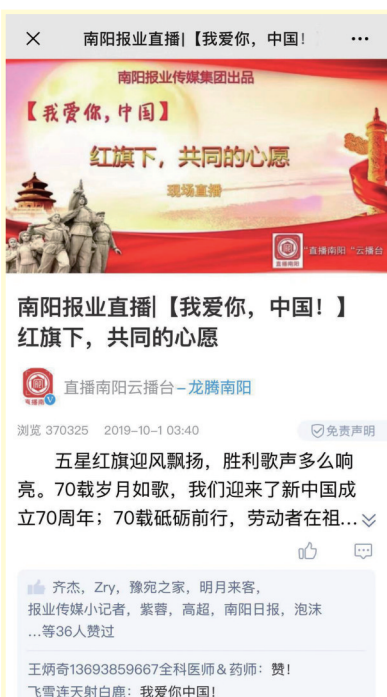 南阳报业直播|【我爱你，中国！
南阳报业传媒集团出品
【我爱你,中国】
红旗下，共同的心愿
现场直播
直播南阳
"直播南阳"云播台
南阳报业直播|【我爱你，中国！】
红旗下，共同的心愿
直播南阳云播台-龙腾南阳
浏览 370325 2019-10-1 03:40
免责声明
五星红旗迎风飘扬，胜利歌声多么响
亮。70载岁月如歌，我们迎来了新中国成
立70周年；70载砥砺前行，劳动者在祖...
齐杰，Zry，豫宛之家，明月来客，
报业传媒小记者，紫蓉，高超，南阳日报，泡沫
...等36人赞过
王炳奇13693859667全科医师&药师：赞！
飞雪连天射白鹿：我爱你中国！